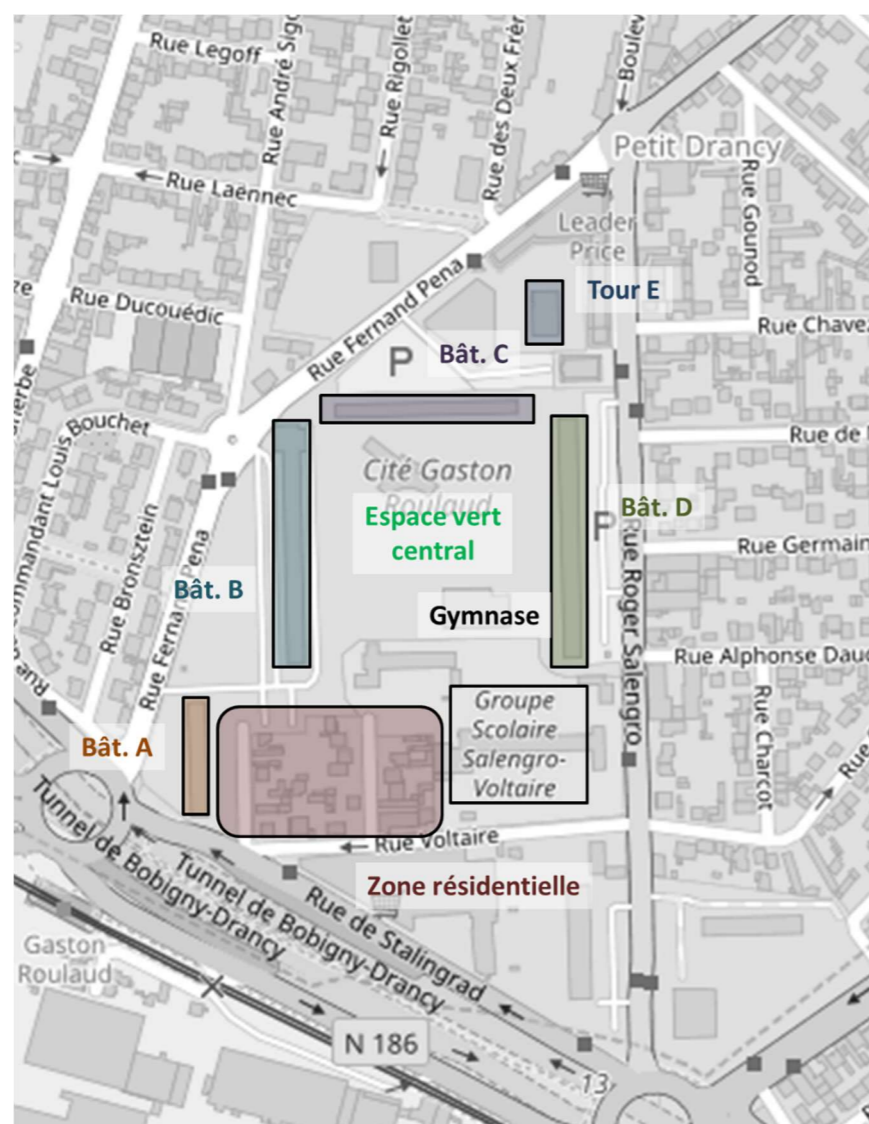 Rue Legoff
Rue André Sigo
Rue Rigollet
Rue des Deux Frèr
Boulev
Petit Drancy
Rue Laënnec
Leader
Price
Rue Gounod
Rue Ducouédic
Rue Fernand Pena
Tour E
Rue Chavez
P
Bât. C
Bouchet
Rue de
Cité Gaston
Roulaud
Espace vert
central
Bât. D
P
Rue Germain
Rue Bronsztein
Rue Fernand Pena
Bât. B
Gymnase
Rue Roger Salengro
Rue Alphonse Daud
Bât. A
Groupe
Scolaire
Salengro-
Voltaire
Rue Charcot
Rue Voltaire
Tunnel de Bobigny-Drancy
Tunnel de Bobigny-Drancy
Rue de Stalingrad
Zone résidentielle
Gaston
Roulaud
N 186
13